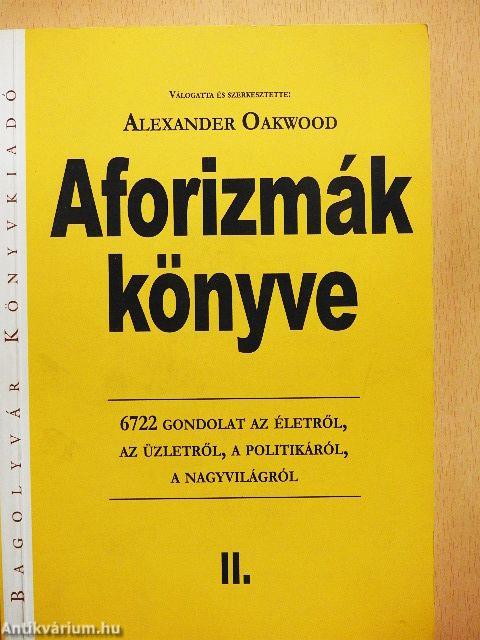 VÁLOGATTA ÉS SZERKESZTETTE:
ALEXANDER OAKWOOD
Aforizmák
könyve
6722 GONDOLAT AZ ÉLETRŐL,
AZ ÜZLETRŐL, A POLITIKÁRÓL,
A NAGYVILÁGRÓL
II.
BAGOLYVÁR KÖNYVKIADÓ
Antikvárium.hu